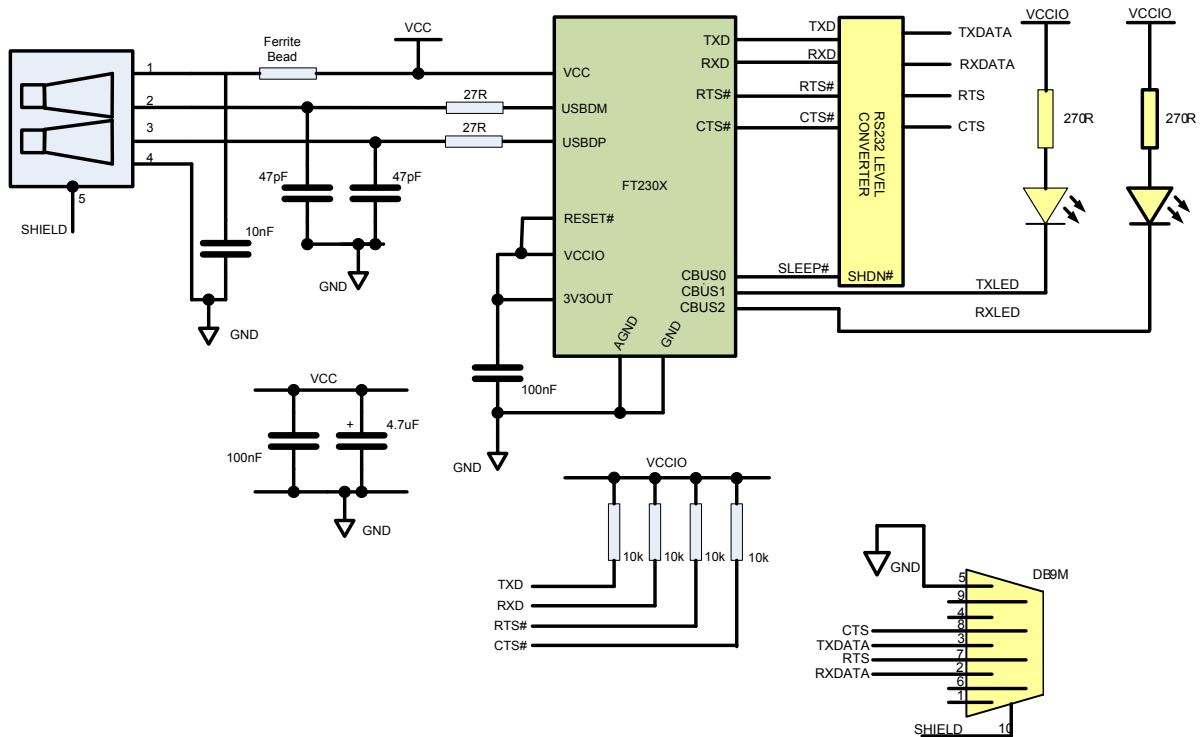 VCCIO
VCCIO
Ferrite
Bead
VCC
1
2
3
4
5
SHIELD
27R
27R
47pF
47pF
10nF
GND
GND
VCC
USBDM
USBDP
FT230X
RESET#
VCCIO
3V3OUT
AGND
GND
TXD
RXD
RTS#
CTS#
CBUS0
CBUS1
CBUS2
TXD
RXD
RTS#
CTS#
SLEEP#
RS232 LEVEL
CONVERTER
SHDN#
TXDATA
RXDATA
RTS
CTS
270R
270R
TXLED
RXLED
100nF
GND
VCC
100nF
+
4.7uF
GND
VCCIO
10k
10k
10k
10k
TXD
RXD
RTS#
CTS#
GND
DB9M
5
9
4
CTS
8
TXDATA
3
RTS
7
RXDATA
2
6
1
SHIELD
10